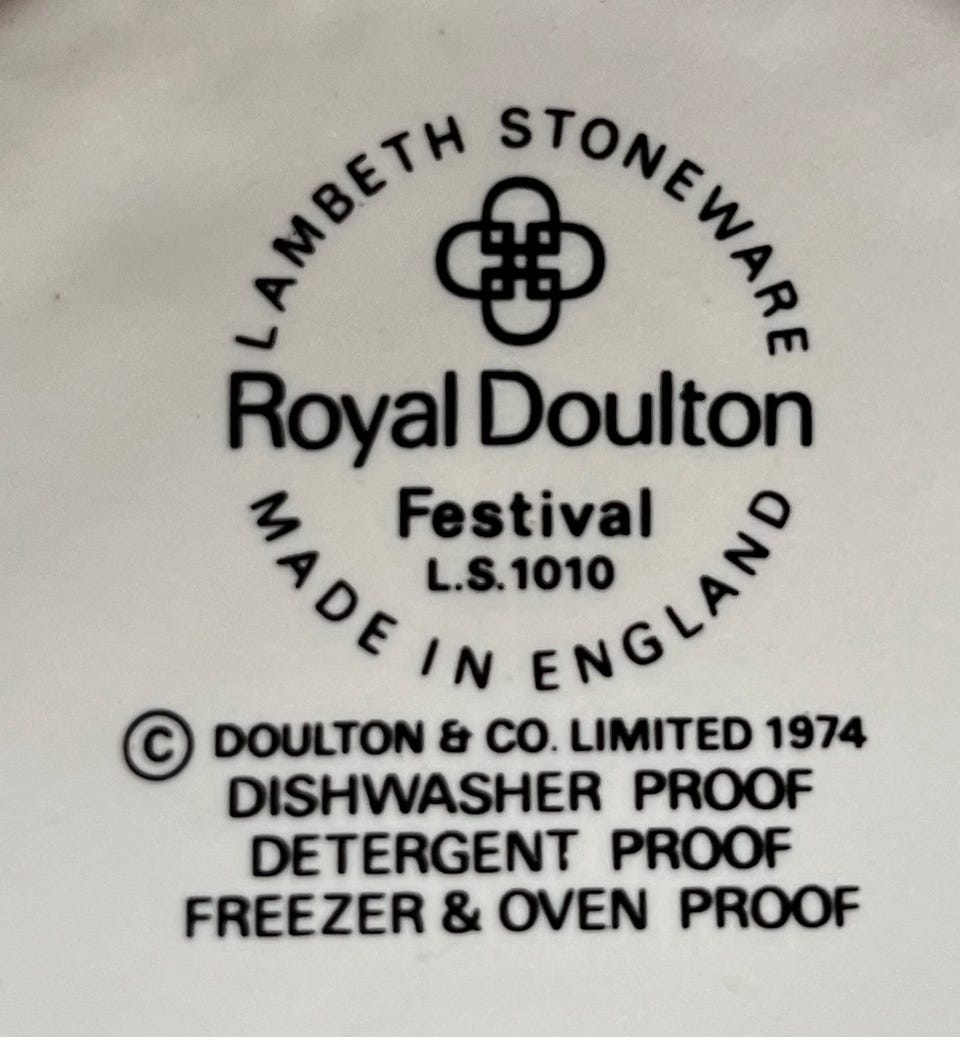 LAMBETH STONEWARE
Royal Doulton
Festival
L.S.1010
MADE IN ENGLAND
© DOULTON & CO. LIMITED 1974
DISHWASHER PROOF
DETERGENT PROOF
FREEZER & OVEN PROOF